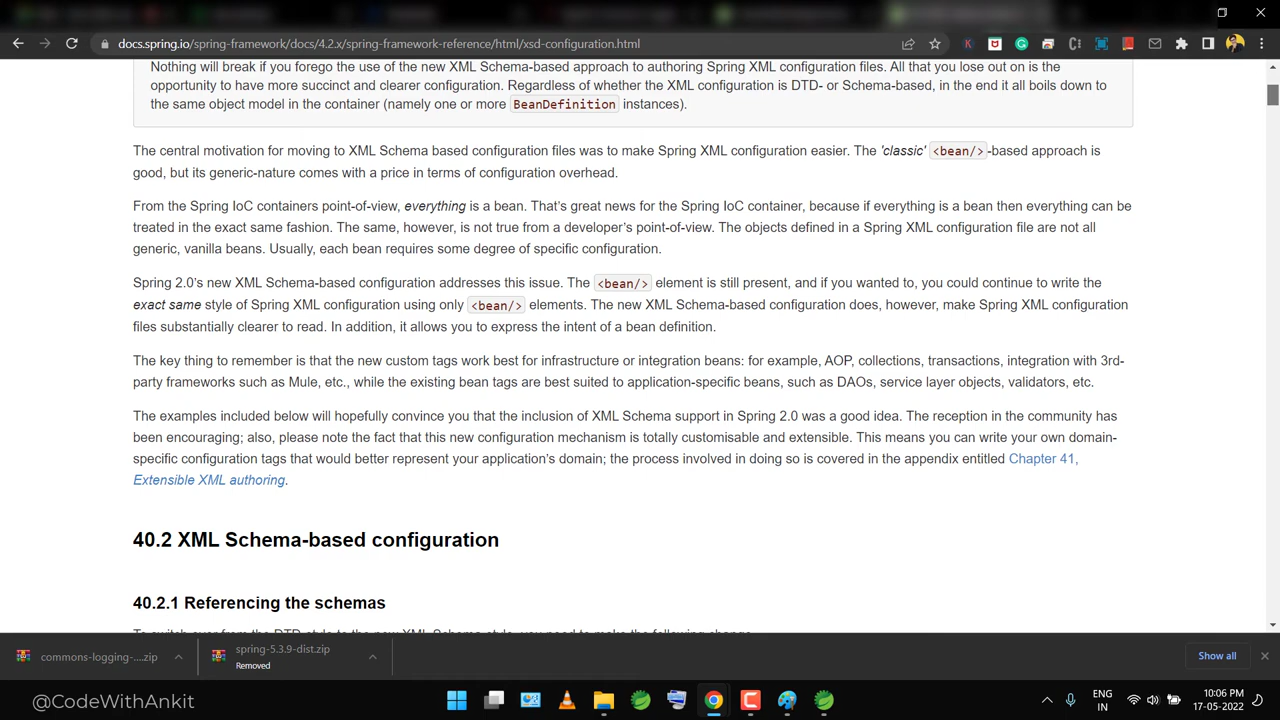 docs.spring.io/spring-framework/docs/4.2.x/spring-framework-reference/html/xsd-configuration.html
Nothing will break if you forego the use of the new XML Schema-based approach to authoring Spring XML configuration files. All that you lose out on is the
opportunity to have more succinct and clearer configuration. Regardless of whether the XML configuration is DTD- or Schema-based, in the end it all boils down to
the same object model in the container (namely one or more BeanDefinition instances).
The central motivation for moving to XML Schema based configuration files was to make Spring XML configuration easier. The 'classic' <bean/>-based approach is
good, but its generic-nature comes with a price in terms of configuration overhead.
From the Spring IoC containers point-of-view, everything is a bean. That's great news for the Spring IoC container, because if everything is a bean then everything can be
treated in the exact same fashion. The same, however, is not true from a developer's point-of-view. The objects defined in a Spring XML configuration file are not all
generic, vanilla beans. Usually, each bean requires some degree of specific configuration.
Spring 2.0's new XML Schema-based configuration addresses this issue. The <bean/> element is still present, and if you wanted to, you could continue to write the
exact same style of Spring XML configuration using only <bean/> elements. The new XML Schema-based configuration does, however, make Spring XML configuration
files substantially clearer to read. In addition, it allows you to express the intent of a bean definition.
The key thing to remember is that the new custom tags work best for infrastructure or integration beans: for example, AOP, collections, transactions, integration with 3rd-
party frameworks such as Mule, etc., while the existing bean tags are best suited to application-specific beans, such as DAOs, service layer objects, validators, etc.
The examples included below will hopefully convince you that the inclusion of XML Schema support in Spring 2.0 was a good idea. The reception in the community has
been encouraging; also, please note the fact that this new configuration mechanism is totally customisable and extensible. This means you can write your own domain-
specific configuration tags that would better represent your application's domain; the process involved in doing so is covered in the appendix entitled Chapter 41,
Extensible XML authoring.
40.2 XML Schema-based configuration
40.2.1 Referencing the schemas
To switch over from the DTD-style to the new XML Schema-style, you need to make the following change.
commons-logging-....zip
spring-5.3.9-dist.zip
Removed
Show all
@CodeWithAnkit
ENG
IN
10:06 PM
17-05-2022